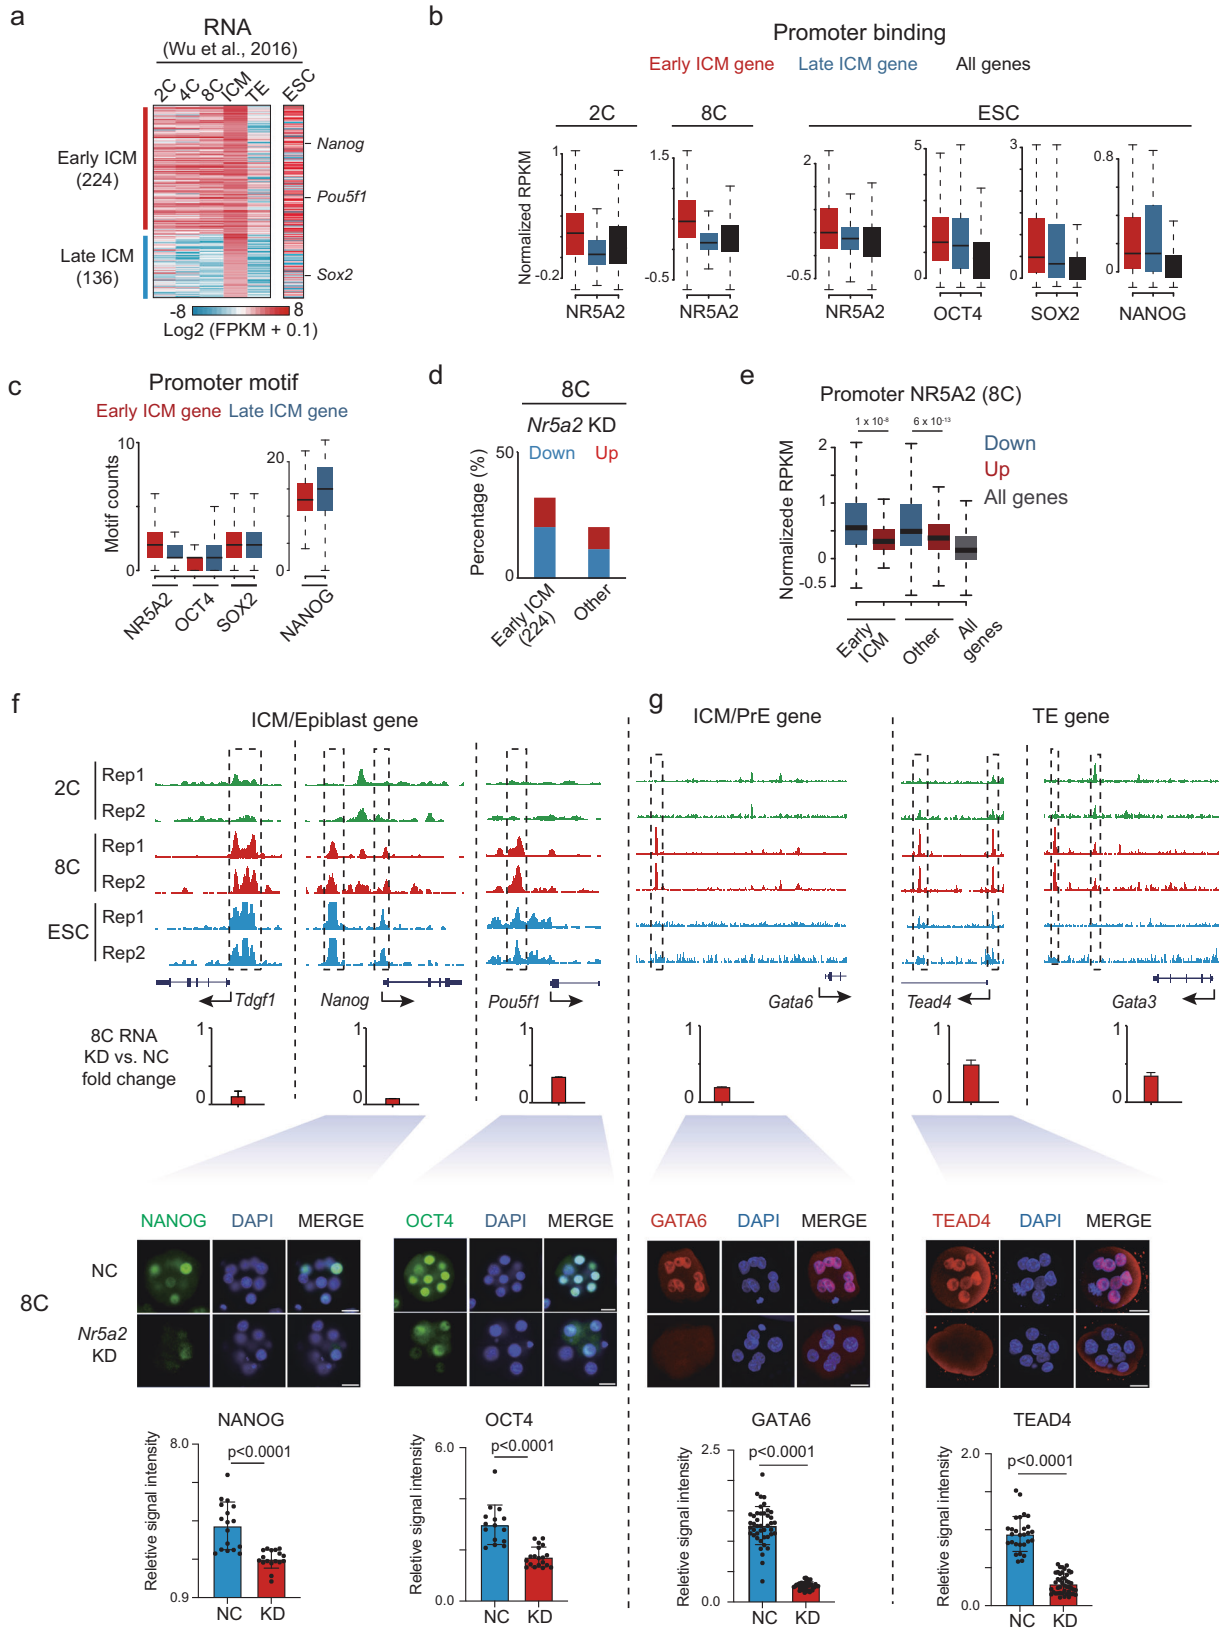 a
RNA
(Wu et al., 2016)
2C 4C 8C ICM TE ESC
Early ICM
(224)
Late ICM
(136)
Nanog
Pou5f1
Sox2
-8 8
Log2 (FPKM + 0.1)
b
Promoter binding
Early ICM gene Late ICM gene All genes
2C 8C ESC
Normalized RPKM
1
-0.2
1.5
-0.5
2
-0.5
5
0
3
0
0.8
0
NR5A2 NR5A2 NR5A2 OCT4 SOX2 NANOG
c
Promoter motif
Early ICM gene Late ICM gene
Motif counts
10
0
20
0
NR5A2 OCT4 SOX2 NANOG
d
8C
Nr5a2 KD
Down Up
Percentage (%)
50
0
Early ICM
(224)
Other
e
Promoter NR5A2 (8C)
1 x 10-8 6 x 10-13
Normalizede RPKM
2
1
0
-0.5
Down
Up
All genes
Early
ICM
Other
All
genes
f
ICM/Epiblast gene
g
ICM/PrE gene TE gene
2C
Rep1
Rep2
8C
Rep1
Rep2
ESC
Rep1
Rep2
Tdgf1 Nanog Pou5f1 Gata6 Tead4 Gata3
8C RNA
KD vs. NC
fold change
1 1 1 1 1 1
0 0 0 0 0 0
NANOG DAPI MERGE OCT4 DAPI MERGE GATA6 DAPI MERGE TEAD4 DAPI MERGE
8C
NC
Nr5a2
KD
NANOG
p<0.0001
Reletive signal intensity
8.0
0.9
NC KD
OCT4
p<0.0001
Reletive signal intensity
6.0
0.0
NC KD
GATA6
p<0.0001
Reletive signal intensity
2.5
0.0
NC KD
TEAD4
p<0.0001
Reletive signal intensity
2.0
1.0
0.0
NC KD